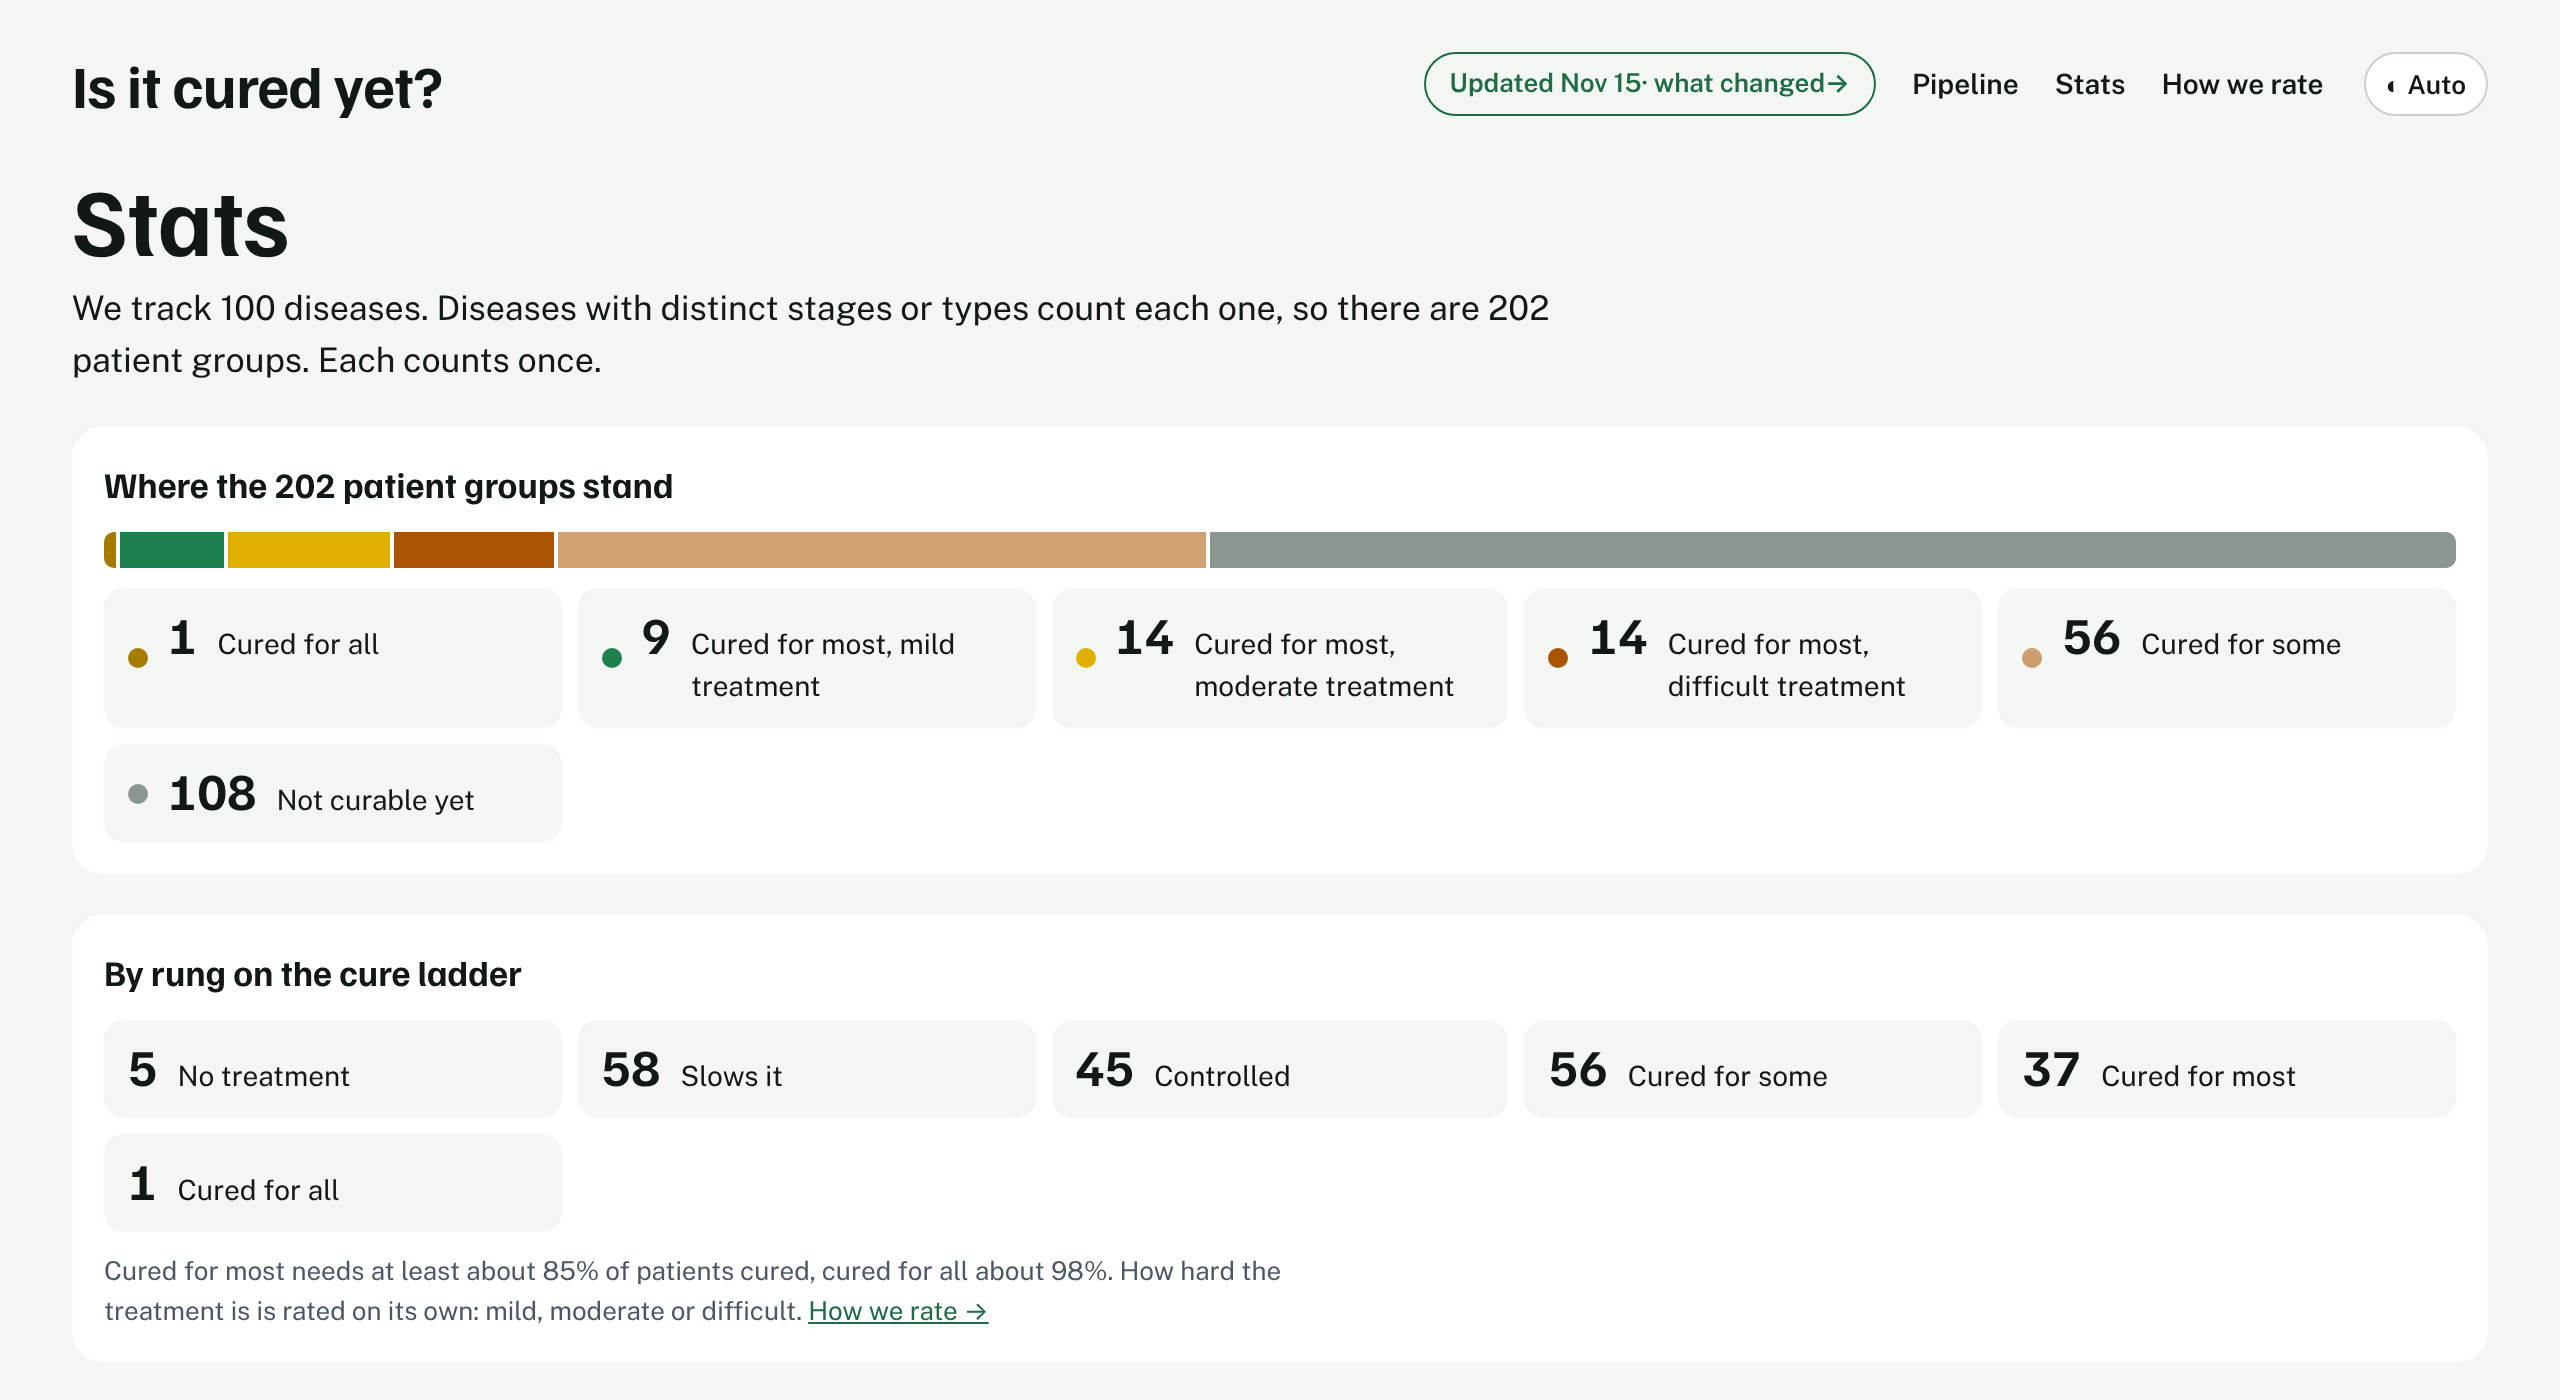 Is it cured yet?
Updated Nov 15· what changed→
Pipeline
Stats
How we rate
Auto
Stats
We track 100 diseases. Diseases with distinct stages or types count each one, so there are 202
patient groups. Each counts once.
Where the 202 patient groups stand
1 Cured for all
9 Cured for most, mild
treatment
14 Cured for most,
moderate treatment
14 Cured for most,
difficult treatment
56 Cured for some
108 Not curable yet
By rung on the cure ladder
5 No treatment
58 Slows it
45 Controlled
56 Cured for some
37 Cured for most
1 Cured for all
Cured for most needs at least about 85% of patients cured, cured for all about 98%. How hard the
treatment is is rated on its own: mild, moderate or difficult. How we rate →